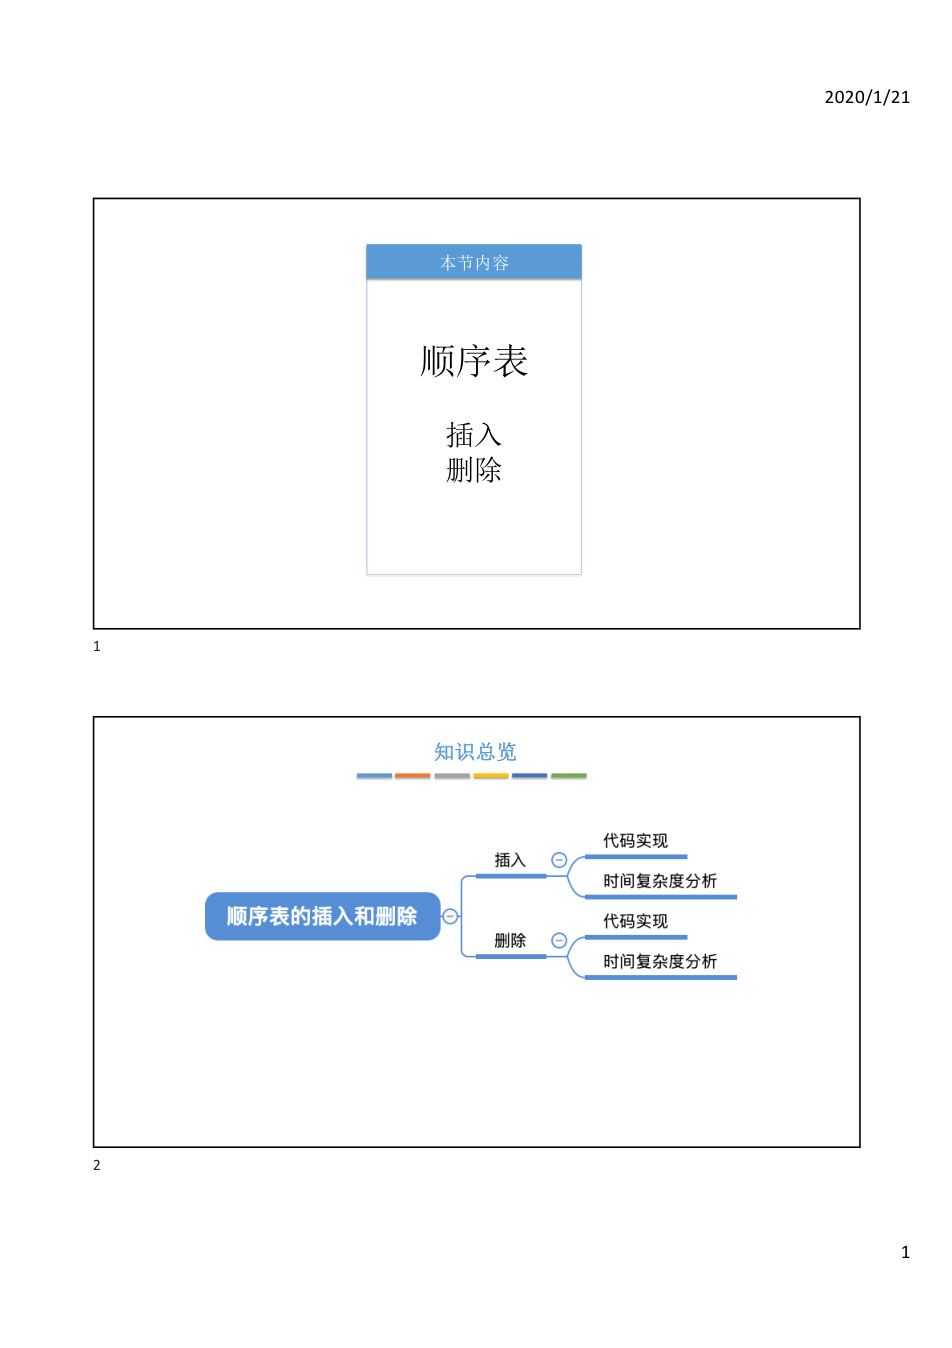 2020/1/21
本节内容
顺序表
插入
删除
1
知识总览
顺序表的插入和删除
插入
代码实现
时间复杂度分析
删除
代码实现
时间复杂度分析
2
1